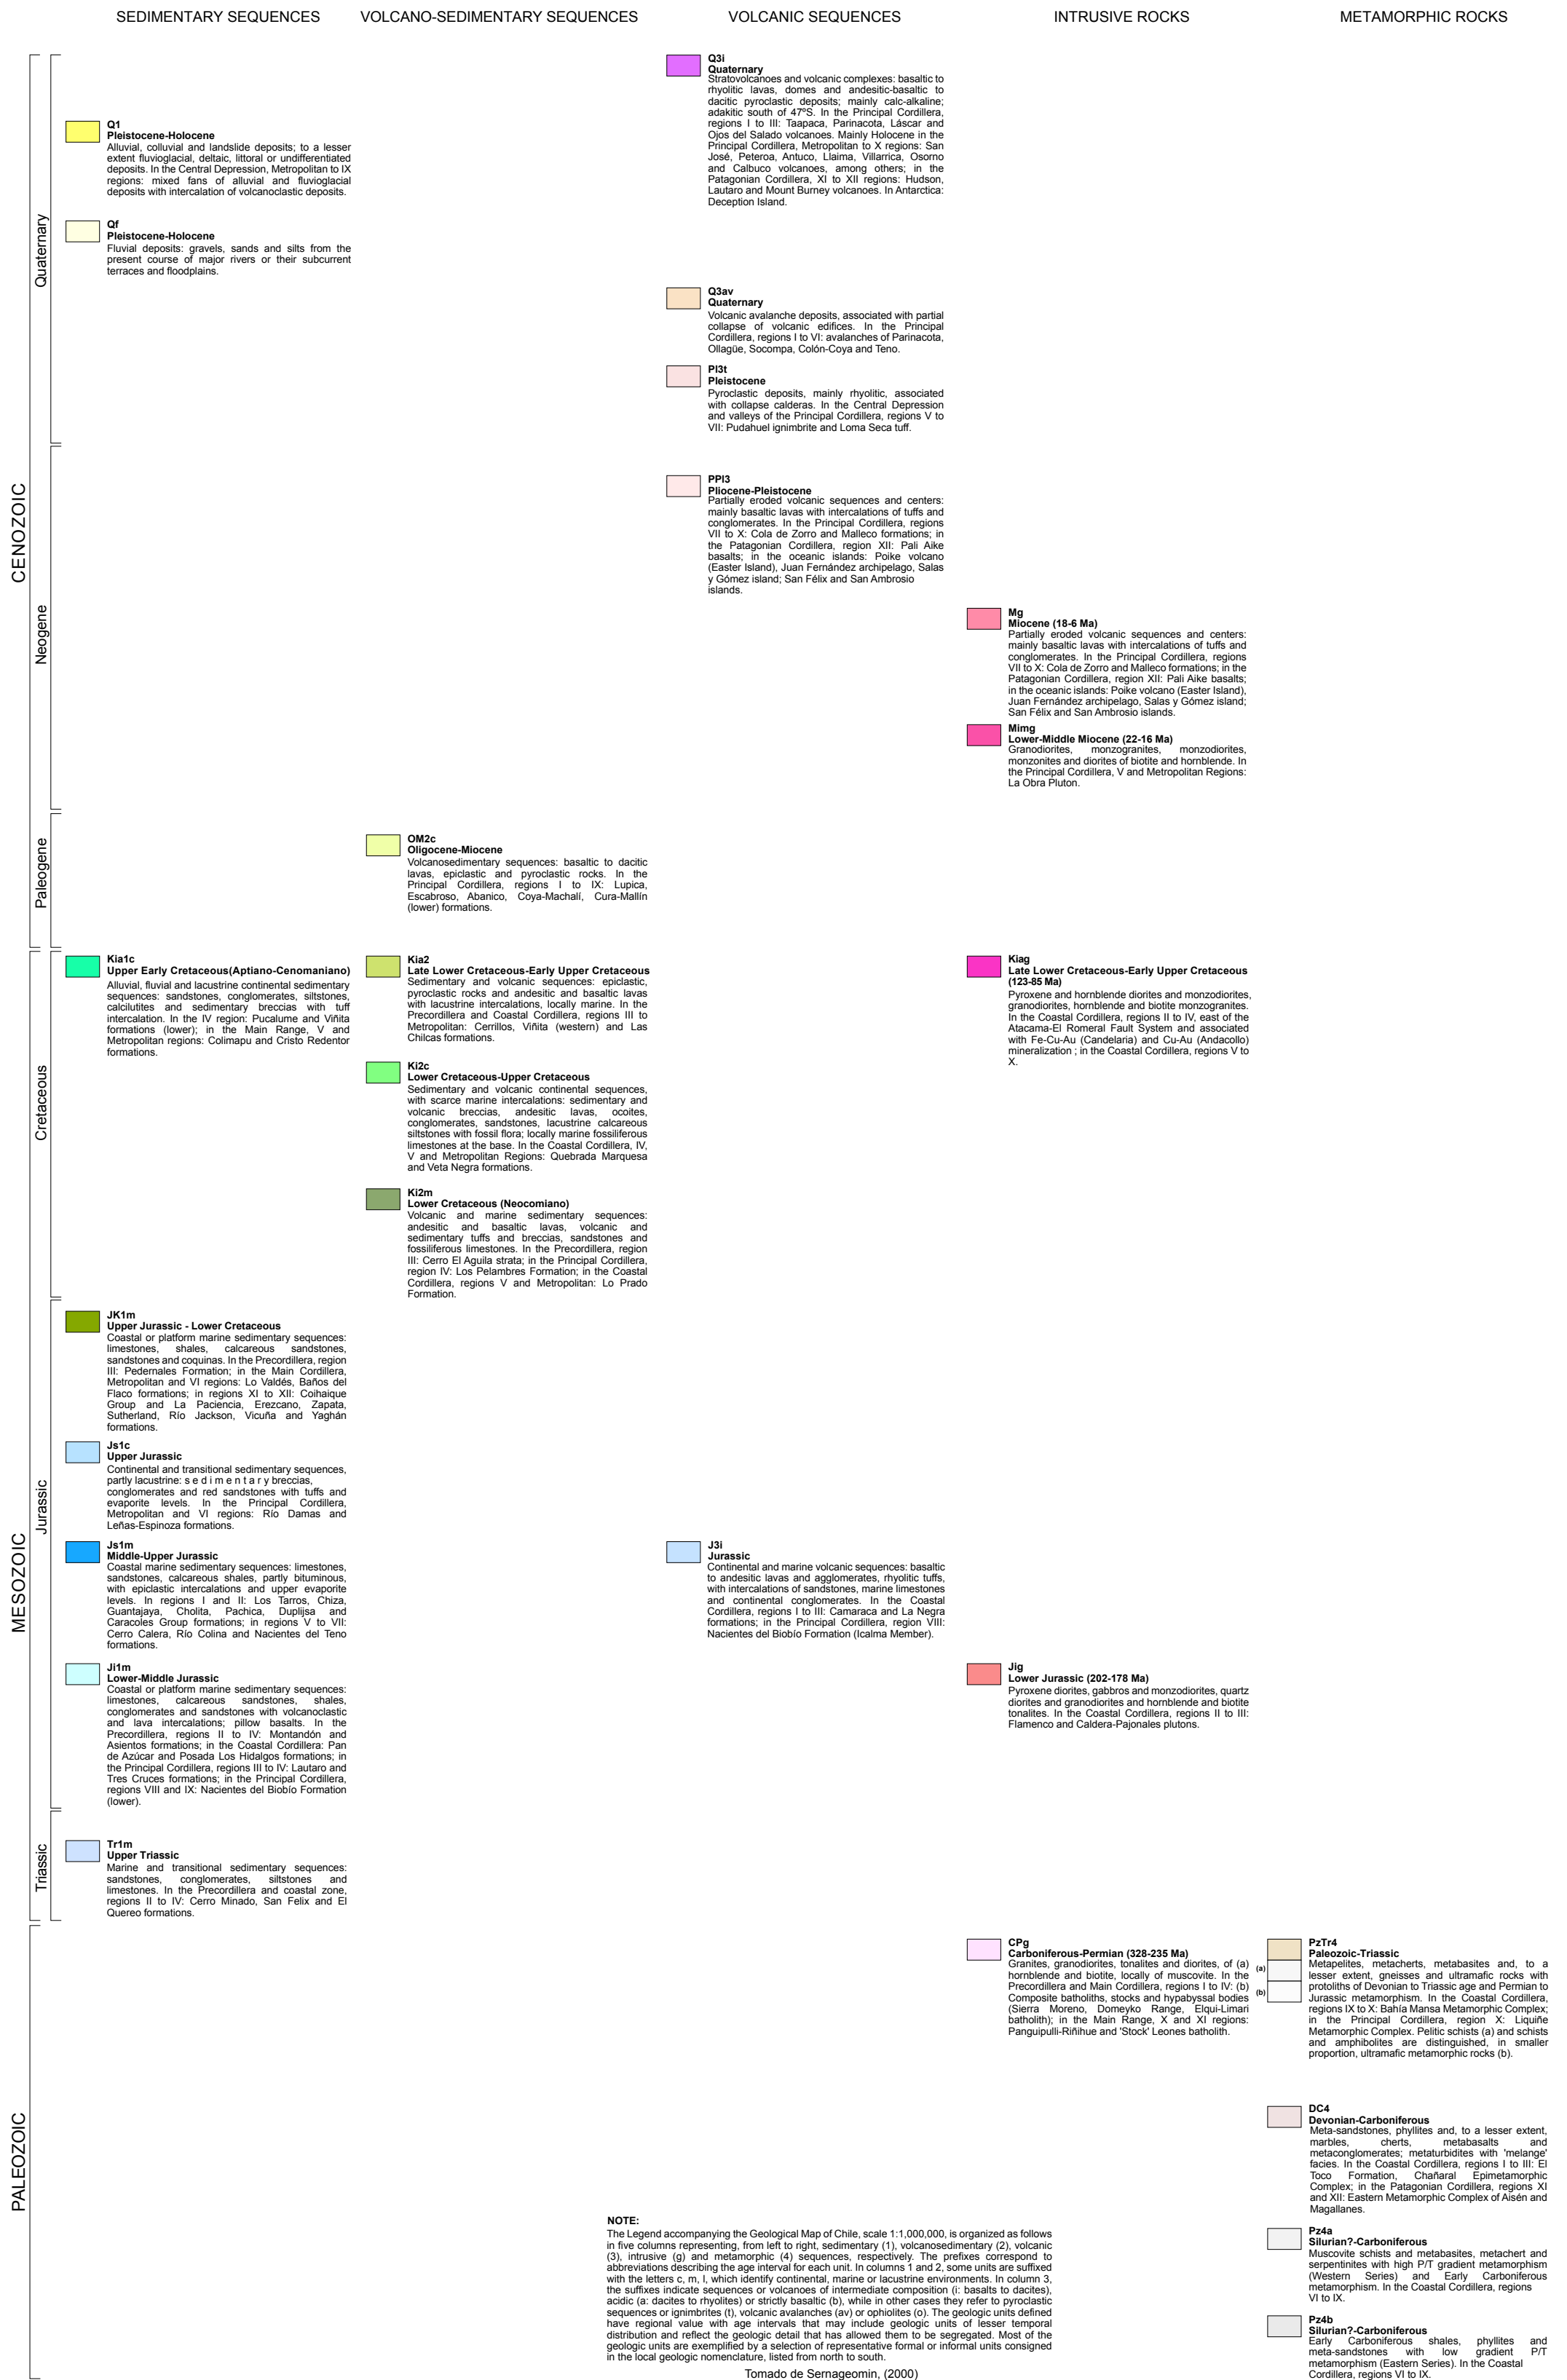 SEDIMENTARY SEQUENCES
VOLCANO-SEDIMENTARY SEQUENCES
VOLCANIC SEQUENCES
INTRUSIVE ROCKS
METAMORPHIC ROCKS
CENOZOIC
Quaternary
Q1
Pleistocene-Holocene
Alluvial, colluvial and landslide deposits; to a lesser
extent fluvioglacial, deltaic, littoral or undifferentiated
deposits. In the Central Depression, Metropolitan to IX
regions: mixed fans of alluvial and fluvioglacial
deposits with intercalation of volcanoclastic deposits.
Qf
Pleistocene-Holocene
Fluvial deposits: gravels, sands and silts from the
present course of major rivers or their subcurrent
terraces and floodplains.
Q3i
Quaternary
Stratovolcanoes and volcanic complexes: basaltic to
rhyolitic lavas, domes and andesitic-basaltic to
dacitic pyroclastic deposits; mainly calc-alkaline;
adakitic south of 47ºS. In the Principal Cordillera,
regions I to III: Taapaca, Parinacota, Láscar and
Ojos del Salado volcanoes. Mainly Holocene in the
Principal Cordillera, Metropolitan to X regions: San
José, Peteroa, Antuco, Llaima, Villarrica, Osorno
and Calbuco volcanoes, among others; in the
Patagonian Cordillera, XI to XII regions: Hudson,
Lautaro and Mount Burney volcanoes. In Antarctica:
Deception Island.
Q3av
Quaternary
Volcanic avalanche deposits, associated with partial
collapse of volcanic edifices. In the Principal
Cordillera, regions I to VI: avalanches of Parinacota,
Ollagüe, Socompa, Colón-Coya and Teno.
Pl3t
Pleistocene
Pyroclastic deposits, mainly rhyolitic, associated
with collapse calderas. In the Central Depression
and valleys of the Principal Cordillera, regions V to
VII: Pudahuel ignimbrite and Loma Seca tuff.
Neogene
PPl3
Pliocene-Pleistocene
Partially eroded volcanic sequences and centers:
mainly basaltic lavas with intercalations of tuffs and
conglomerates. In the Principal Cordillera, regions
VII to X: Cola de Zorro and Malleco formations; in
the Patagonian Cordillera, region XII: Pali Aike
basalts; in the oceanic islands: Poike volcano
(Easter Island), Juan Fernández archipelago, Salas
y Gómez island; San Félix and San Ambrosio
islands.
Mg
Miocene (18-6 Ma)
Partially eroded volcanic sequences and centers:
mainly basaltic lavas with intercalations of tuffs and
conglomerates. In the Principal Cordillera, regions
VII to X: Cola de Zorro and Malleco formations; in the
Patagonian Cordillera, region XII: Pali Aike basalts;
in the oceanic islands: Poike volcano (Easter Island),
Juan Fernández archipelago, Salas y Gómez island;
San Félix and San Ambrosio islands.
Mimg
Lower-Middle Miocene (22-16 Ma)
Granodiorites, monzogranites, monzodiorites,
monzonites and diorites of biotite and hornblende. In
the Principal Cordillera, V and Metropolitan Regions:
La Obra Pluton.
Paleogene
OM2c
Oligocene-Miocene
Volcanosedimentary sequences: basaltic to dacitic
lavas, epiclastic and pyroclastic rocks. In the
Principal Cordillera, regions I to IX: Lupica,
Escabroso, Abanico, Coya-Machalí, Cura-Mallín
(lower) formations.
MESOZOIC
Cretaceous
Kia1c
Upper Early Cretaceous(Aptiano-Cenomaniano)
Alluvial, fluvial and lacustrine continental sedimentary
sequences: sandstones, conglomerates, siltstones,
calcilutites and sedimentary breccias with tuff
intercalation. In the IV region: Pucalume and Viñita
formations (lower); in the Main Range, V and
Metropolitan regions: Colimapu and Cristo Redentor
formations.
Kia2
Late Lower Cretaceous-Early Upper Cretaceous
Sedimentary and volcanic sequences: epiclastic,
pyroclastic rocks and andesitic and basaltic lavas
with lacustrine intercalations, locally marine. In the
Precordillera and Coastal Cordillera, regions III to
Metropolitan: Cerrillos, Viñita (western) and Las
Chilcas formations.
Ki2c
Lower Cretaceous-Upper Cretaceous
Sedimentary and volcanic continental sequences,
with scarce marine intercalations: sedimentary and
volcanic breccias, andesitic lavas, ocoites,
conglomerates, sandstones, lacustrine calcareous
siltstones with fossil flora; locally marine fossiliferous
limestones at the base. In the Coastal Cordillera, IV,
V and Metropolitan Regions: Quebrada Marquesa
and Veta Negra formations.
Ki2m
Lower Cretaceous (Neocomiano)
Volcanic and marine sedimentary sequences:
andesitic and basaltic lavas, volcanic and
sedimentary tuffs and breccias, sandstones and
fossiliferous limestones. In the Precordillera, region
III: Cerro El Aguila strata; in the Principal Cordillera,
region IV: Los Pelambres Formation; in the Coastal
Cordillera, regions V and Metropolitan: Lo Prado
Formation.
Kiag
Late Lower Cretaceous-Early Upper Cretaceous
(123-85 Ma)
Pyroxene and hornblende diorites and monzodiorites,
granodiorites, hornblende and biotite monzogranites.
In the Coastal Cordillera, regions II to IV, east of the
Atacama-El Romeral Fault System and associated
with Fe-Cu-Au (Candelaria) and Cu-Au (Andacollo)
mineralization ; in the Coastal Cordillera, regions V to
X.
Jurassic
JK1m
Upper Jurassic - Lower Cretaceous
Coastal or platform marine sedimentary sequences:
limestones, shales, calcareous sandstones,
sandstones and coquinas. In the Precordillera, region
III: Pedernales Formation; in the Main Cordillera,
Metropolitan and VI regions: Lo Valdés, Baños del
Flaco formations; in regions XI to XII: Coihaique
Group and La Paciencia, Erezcano, Zapata,
Sutherland, Río Jackson, Vicuña and Yaghán
formations.
Js1c
Upper Jurassic
Continental and transitional sedimentary sequences,
partly lacustrine: s e d i m e n t a r y breccias,
conglomerates and red sandstones with tuffs and
evaporite levels. In the Principal Cordillera,
Metropolitan and VI regions: Río Damas and
Leñas-Espinoza formations.
Js1m
Middle-Upper Jurassic
Coastal marine sedimentary sequences: limestones,
sandstones, calcareous shales, partly bituminous,
with epiclastic intercalations and upper evaporite
levels. In regions I and II: Los Tarros, Chiza,
Guantajaya, Cholita, Pachica, Duplijsa and
Caracoles Group formations; in regions V to VII:
Cerro Calera, Río Colina and Nacientes del Teno
formations.
J3i
Jurassic
Continental and marine volcanic sequences: basaltic
to andesitic lavas and agglomerates, rhyolitic tuffs,
with intercalations of sandstones, marine limestones
and continental conglomerates. In the Coastal
Cordillera, regions I to III: Camaraca and La Negra
formations; in the Principal Cordillera, region VIII:
Nacientes del Biobío Formation (Icalma Member).
Ji1m
Lower-Middle Jurassic
Coastal or platform marine sedimentary sequences:
limestones, calcareous sandstones, shales,
conglomerates and sandstones with volcanoclastic
and lava intercalations; pillow basalts. In the
Precordillera, regions II to IV: Montandón and
Asientos formations; in the Coastal Cordillera: Pan
de Azúcar and Posada Los Hidalgos formations; in
the Principal Cordillera, regions III to IV: Lautaro and
Tres Cruces formations; in the Principal Cordillera,
regions VIII and IX: Nacientes del Biobío Formation
(lower).
Jig
Lower Jurassic (202-178 Ma)
Pyroxene diorites, gabbros and monzodiorites, quartz
diorites and granodiorites and hornblende and biotite
tonalites. In the Coastal Cordillera, regions II to III:
Flamenco and Caldera-Pajonales plutons.
Triassic
Tr1m
Upper Triassic
Marine and transitional sedimentary sequences:
sandstones, conglomerates, siltstones and
limestones. In the Precordillera and coastal zone,
regions II to IV: Cerro Minado, San Felix and El
Quereo formations.
PALEOZOIC
CPg
Carboniferous-Permian (328-235 Ma)
Granites, granodiorites, tonalites and diorites, of (a)
hornblende and biotite, locally of muscovite. In the
Precordillera and Main Cordillera, regions I to IV: (b)
Composite batholiths, stocks and hypabyssal bodies
(Sierra Moreno, Domeyko Range, Elqui-Limari
batholith); in the Main Range, X and XI regions:
Panguipulli-Riñihue and 'Stock' Leones batholith.
(a)
(b)
PzTr4
Paleozoic-Triassic
Metapelites, metacherts, metabasites and, to a
lesser extent, gneisses and ultramafic rocks with
protoliths of Devonian to Triassic age and Permian to
Jurassic metamorphism. In the Coastal Cordillera,
regions IX to X: Bahía Mansa Metamorphic Complex;
in the Principal Cordillera, region X: Liquiñe
Metamorphic Complex. Pelitic schists (a) and schists
and amphibolites are distinguished, in smaller
proportion, ultramafic metamorphic rocks (b).
DC4
Devonian-Carboniferous
Meta-sandstones, phyllites and, to a lesser extent,
marbles, cherts, metabasalts and
metaconglomerates; metaturbidites with 'melange'
facies. In the Coastal Cordillera, regions I to III: El
Toco Formation, Chañaral Epimetamorphic
Complex; in the Patagonian Cordillera, regions XI
and XII: Eastern Metamorphic Complex of Aisén and
Magallanes.
Pz4a
Silurian?-Carboniferous
Muscovite schists and metabasites, metachert and
serpentinites with high P/T gradient metamorphism
(Western Series) and Early Carboniferous
metamorphism. In the Coastal Cordillera, regions
VI to IX.
Pz4b
Silurian?-Carboniferous
Early Carboniferous shales, phyllites and
meta-sandstones with low gradient P/T
metamorphism (Eastern Series). In the Coastal
Cordillera, regions VI to IX.
NOTE:
The Legend accompanying the Geological Map of Chile, scale 1:1,000,000, is organized as follows
in five columns representing, from left to right, sedimentary (1), volcanosedimentary (2), volcanic
(3), intrusive (g) and metamorphic (4) sequences, respectively. The prefixes correspond to
abbreviations describing the age interval for each unit. In columns 1 and 2, some units are suffixed
with the letters c, m, l, which identify continental, marine or lacustrine environments. In column 3,
the suffixes indicate sequences or volcanoes of intermediate composition (i: basalts to dacites),
acidic (a: dacites to rhyolites) or strictly basaltic (b), while in other cases they refer to pyroclastic
sequences or ignimbrites (t), volcanic avalanches (av) or ophiolites (o). The geologic units defined
have regional value with age intervals that may include geologic units of lesser temporal
distribution and reflect the geologic detail that has allowed them to be segregated. Most of the
geologic units are exemplified by a selection of representative formal or informal units consigned
in the local geologic nomenclature, listed from north to south.
Tomado de Sernageomin, (2000)